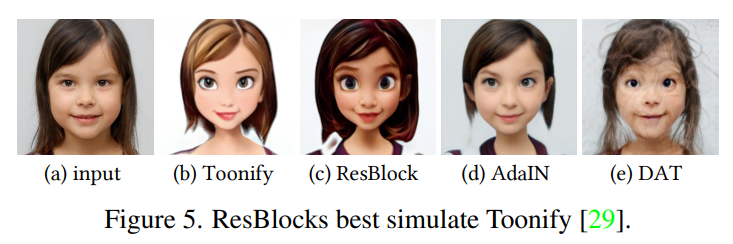 (a) input (b) Toonify (c) ResBlock (d) AdaIN (e) DAT
Figure 5. ResBlocks best simulate Toonify [29].